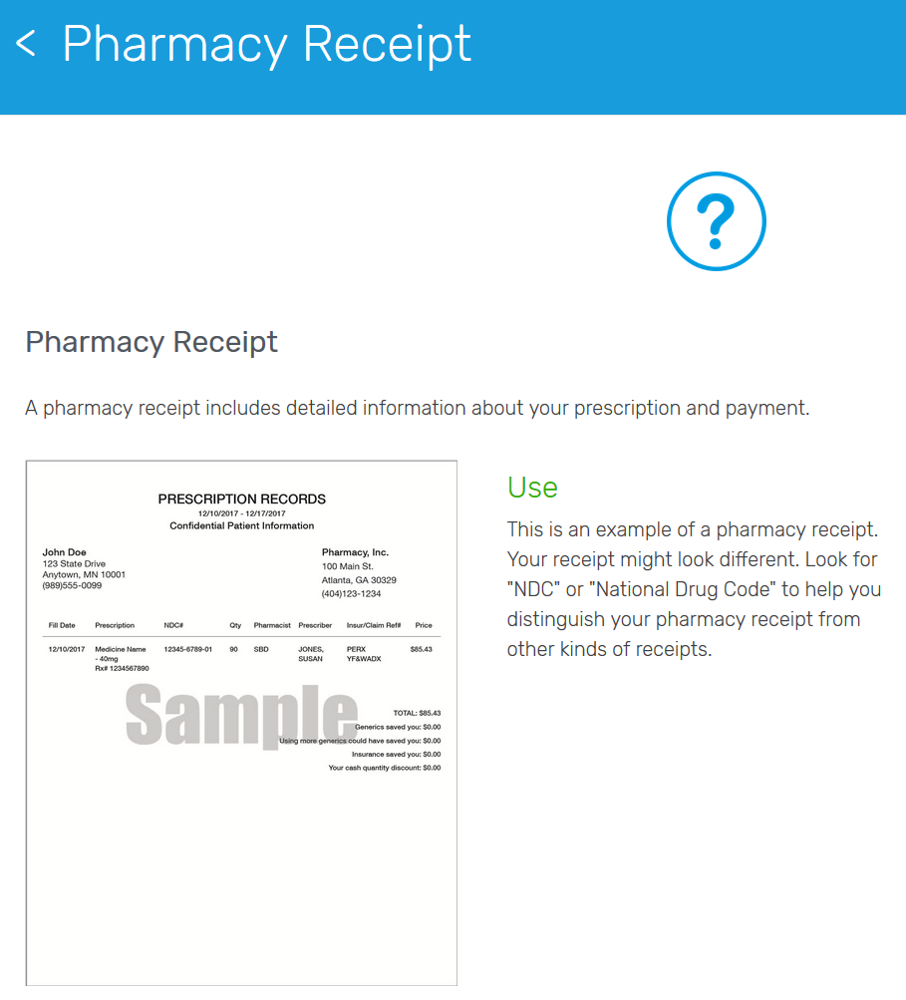 < Pharmacy Receipt
?
Pharmacy Receipt
A pharmacy receipt includes detailed information about your prescription and payment.
PRESCRIPTION RECORDS
12/10/2017 - 12/17/2017
Confidential Patient Information
John Doe
123 State Drive
Anytown, MN 10001
(989)555-0099
Pharmacy, Inc.
100 Main St.
Atlanta, GA 30329
(404)123-1234
Fill Date Prescription NDC# Qty Pharmacist Prescriber Insur/Claim Ref# Price
12/10/2017 Medicine Name 12345-6789-01 90 SBD JONES, PERX $85.43
- 40mg SUSAN YF&WADX
Rx# 1234567890
Sample
TOTAL: $85.43
Generics saved you: $0.00
Using more generics could have saved you: $0.00
Insurance saved you: $0.00
Your cash quantity discount: $0.00
Use
This is an example of a pharmacy receipt.
Your receipt might look different. Look for
"NDC" or "National Drug Code" to help you
distinguish your pharmacy receipt from
other kinds of receipts.